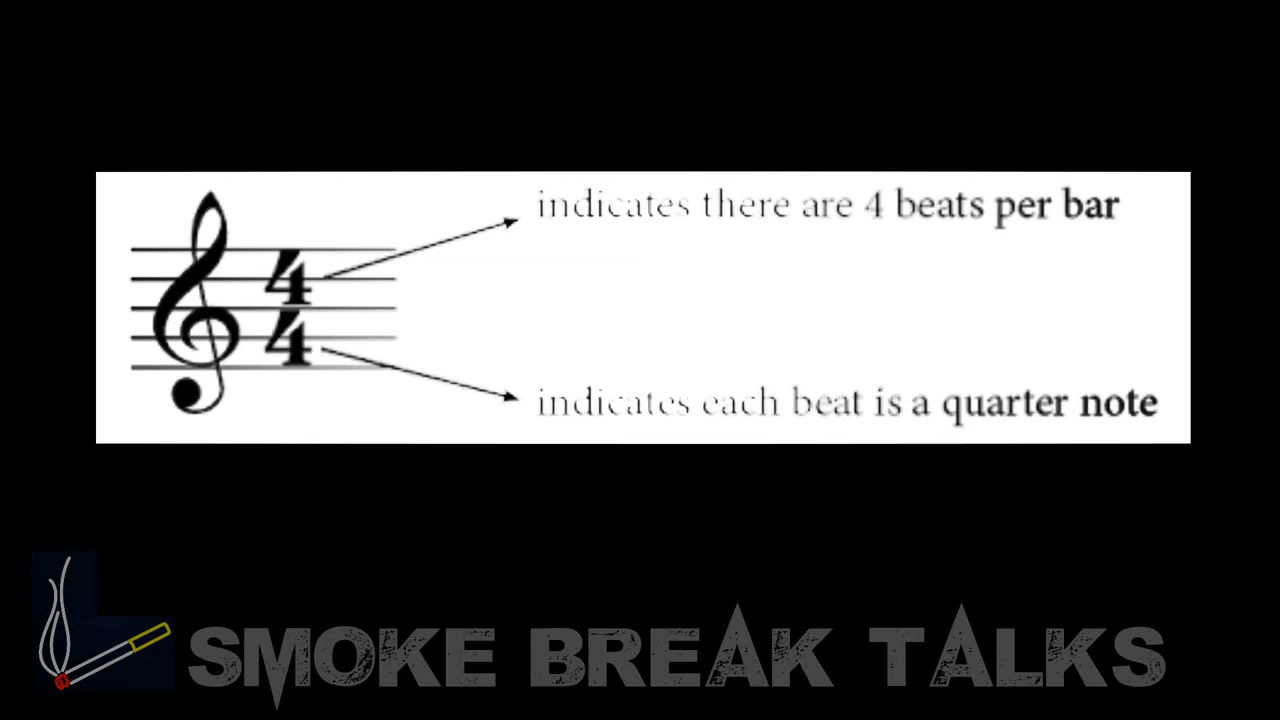 indicates there are 4 beats per bar
4
4
indicates each beat is a quarter note
SMOKE BREAK TALKS